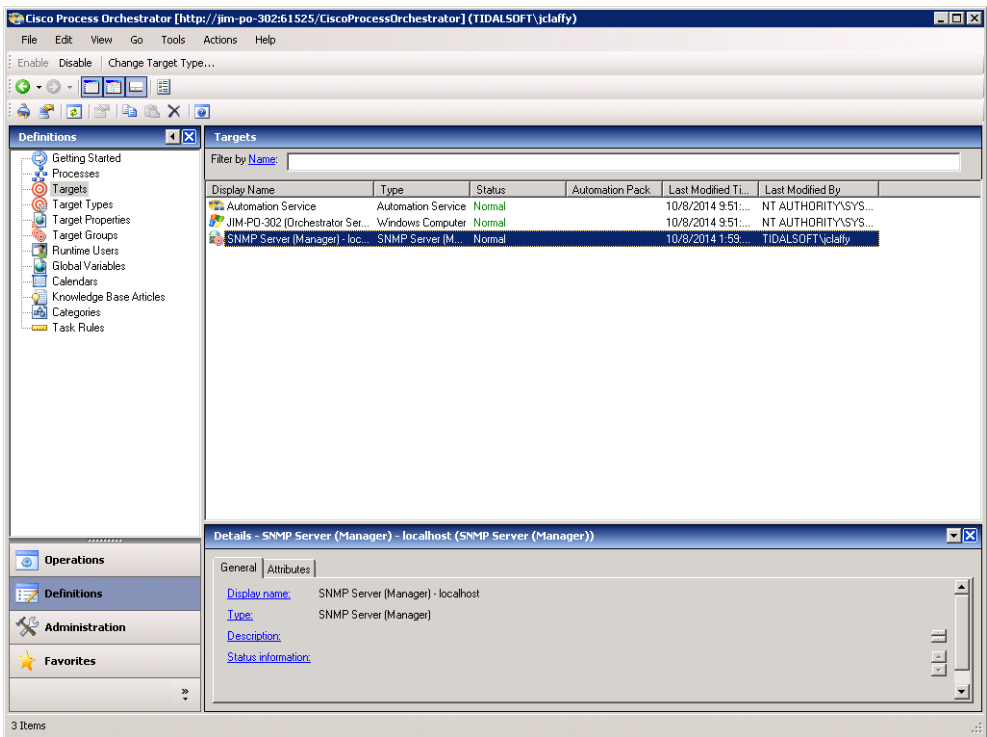 Cisco Process Orchestrator [http://jim-po-302:61525/CiscoProcessOrchestrator] (TIDALSOFT\jclaffy)
File Edit View Go Tools Actions Help
Enable Disable Change Target Type...
Definitions
Getting Started
Processes
Targets
Target Types
Target Properties
Target Groups
Runtime Users
Global Variables
Calendars
Knowledge Base Articles
Categories
Task Rules
Operations
Definitions
Administration
Favorites
Targets
Filter by Name:
Display Name Type Status Automation Pack Last Modified Ti... Last Modified By
Automation Service Automation Service Normal 10/8/2014 9:51:... NT AUTHORITY\SYS...
JIM-PO-302 (Orchestrator Ser... Windows Computer Normal 10/8/2014 9:51:... NT AUTHORITY\SYS...
SNMP Server (Manager) - loc... SNMP Server (M... Normal 10/8/2014 1:59:... TIDALSOFT\jclaffy
Details - SNMP Server (Manager) - localhost (SNMP Server (Manager))
General Attributes
Display name: SNMP Server (Manager) - localhost
Type: SNMP Server (Manager)
Description:
Status information:
3 Items